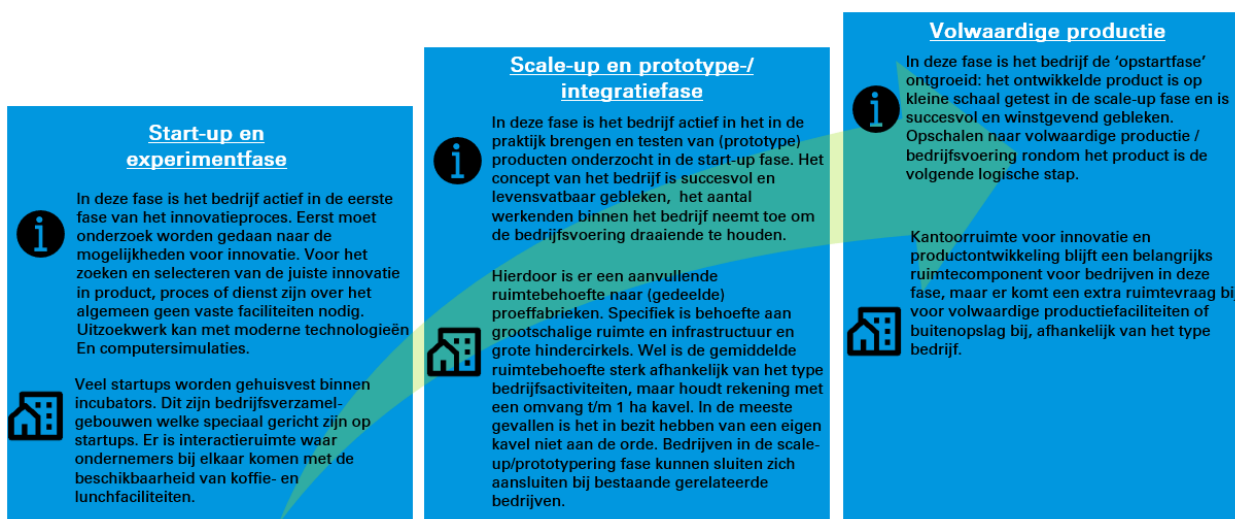 Start-up en
experimentfase
In deze fase is het bedrijf actief in de eerste
fase van het innovatieproces. Eerst moet
onderzoek worden gedaan naar de
mogelijkheden voor innovatie. Voor het
zoeken en selecteren van de juiste innovatie
in product, proces of dienst zijn over het
algemeen geen vaste faciliteiten nodig.
Uitzoekwerk kan met moderne technologieën
En computersimulaties.
Veel startups worden gehuisvest binnen
incubators. Dit zijn bedrijfsverzamel-
gebouwen welke speciaal gericht zijn op
startups. Er is interactieruimte waar
ondernemers bij elkaar komen met de
beschikbaarheid van koffie- en
lunchfaciliteiten.
Scale-up en prototype-/
integratiefase
In deze fase is het bedrijf actief in het in de
praktijk brengen en testen van (prototype)
producten onderzocht in de start-up fase. Het
concept van het bedrijf is succesvol en
levensvatbaar gebleken, het aantal
werkenden binnen het bedrijf neemt toe om
de bedrijfsvoering draaiende te houden.
Hierdoor is er een aanvullende
ruimtebehoefte naar (gedeelde)
proeffabrieken. Specifiek is behoefte aan
grootschalige ruimte en infrastructuur en
grote hindercirkels. Wel is de gemiddelde
ruimtebehoefte sterk afhankelijk van het type
bedrijfsactiviteiten, maar houdt rekening met
een omvang t/m 1 ha kavel. In de meeste
gevallen is het in bezit hebben van een eigen
kavel niet aan de orde. Bedrijven in de scale-
up/prototypering fase kunnen sluiten zich
aansluiten bij bestaande gerelateerde
bedrijven.
Volwaardige productie
In deze fase is het bedrijf de ‘opstartfase’
ontgroeid: het ontwikkelde product is op
kleine schaal getest in de scale-up fase en is
succesvol en winstgevend gebleken.
Opschalen naar volwaardige productie /
bedrijfsvoering rondom het product is de
volgende logische stap.
Kantoorruimte voor innovatie en
productontwikkeling blijft een belangrijks
ruimtecomponent voor bedrijven in deze
fase, maar er komt een extra ruimtevraag bij
voor volwaardige productiefaciliteiten of
buitenopslag bij, afhankelijk van het type
bedrijf.